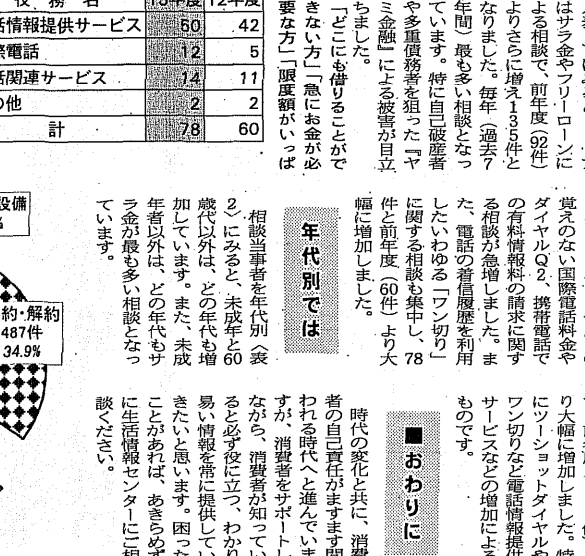 役務名 13年度 12年度
話情報提供サービス 50 42
際電話 12 5
話関連サービス 14 11
の他 2 2
計 78 60
はサラ金やフリーローンに
よる相談で、前年度（92件）
よりさらに増え135件と
なりました。毎年（過去7
年間）最も多い相談となっ
ています。特に自己破産者
や多重債務者を狙った『ヤ
ミ金融』による被害が目立
ちました。
「どこにも借りることがで
きない方」「急にお金が必
要な方」「限度額がいっぱ
覚えのない国際電話料金や
ダイヤルQ2、携帯電話で
の有料情報料の請求に関す
る相談が急増しました。ま
た、電話の着信履歴を利用
したいわゆる「ワン切り」
に関する相談も集中し、78
件と前年度（60件）より大
幅に増加しました。
年代別では
相談当事者を年代別〈表
2〉にみると、未成年と60
歳代以外は、どの年代も増
加しています。また、未成
年者以外は、どの年代もサ
ラ金が最も多い相談となっ
ています。
設備
%
約・解約
487件
34.9%
り大幅に増加しました。特
にツーショットダイヤルや
ワン切りなど電話情報提供
サービスなどの増加による
ものです。
■おわりに
時代の変化と共に、消費
者の自己責任がますます問
われる時代へと進んでいま
すが、消費者をサポートし
ながら、消費者が知ってい
ると必ず役に立つ、わかり
易い情報を常に提供してい
きたいと思います。困った
ことがあれば、あきらめず
に生活情報センターにご相
談ください。